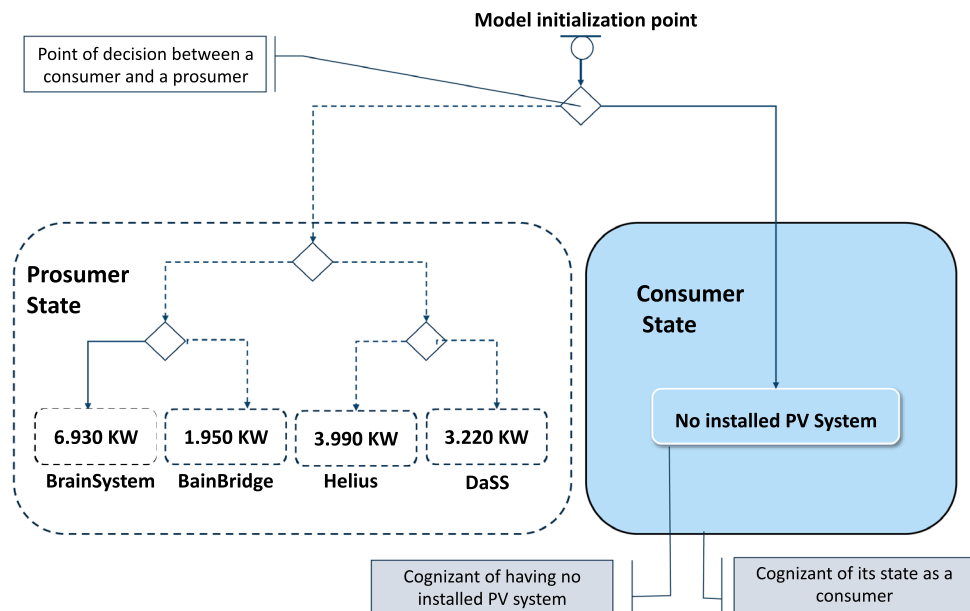 Model initialization point
Point of decision between a
consumer and a prosumer
Prosumer
State
Consumer
State
6.930 KW
1.950 KW
3.990 KW
3.220 KW
BrainSystem
BainBridge
Helius
DaSS
No installed PV System
Cognizant of having no
installed PV system
Cognizant of its state as a
consumer